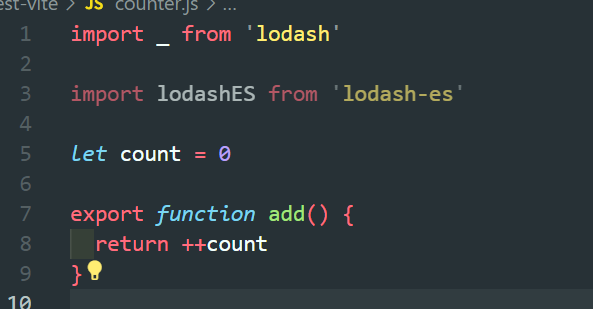 est-vite > JS counter.js > ...
1 import _ from 'lodash'
2
3 import lodashES from 'lodash-es'
4
5 let count = 0
6
7 export function add() {
8 return ++count
9 }
10